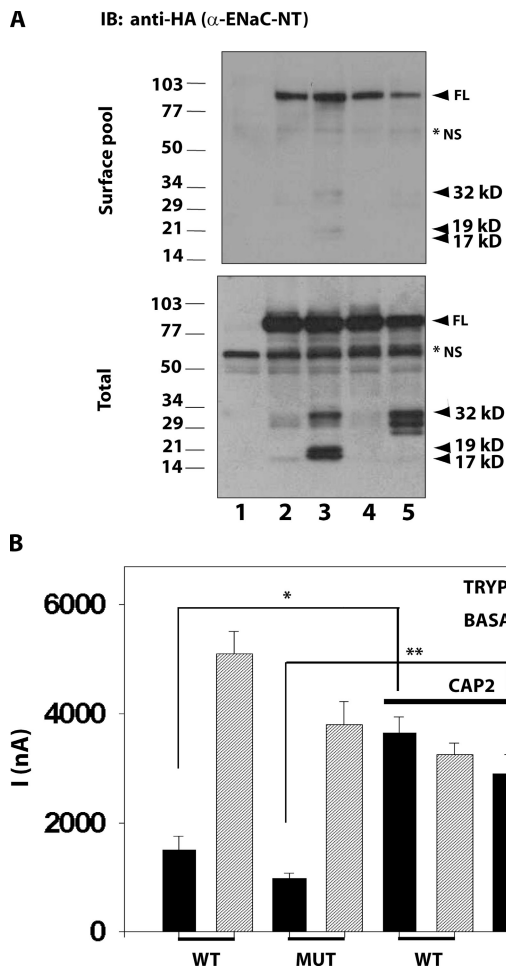 A
IB: anti-HA (α-ENaC-NT)
Surface pool
103
77
50
34
29
21
14
FL
* NS
32 kD
19 kD
17 kD
Total
103
77
50
34
29
21
14
FL
* NS
32 kD
19 kD
17 kD
1 2 3 4 5
B
I (nA)
6000
4000
2000
0
TRYP
BASA
*
**
CAP2
WT MUT WT